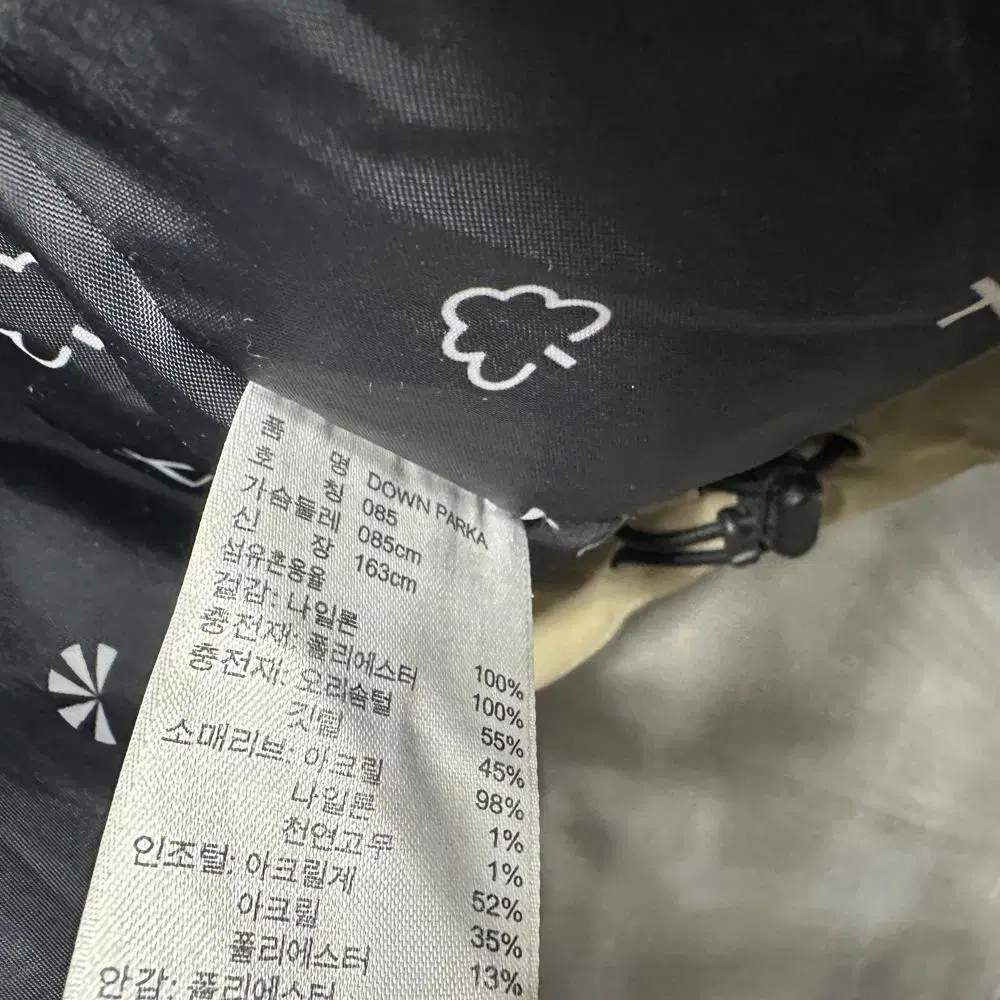 품 명 DOWN PARKA
호 칭 085
가슴둘레 085cm
신 장 163cm
섬유혼용율
겉감: 나일론 100%
충전재: 폴리에스터 100%
충전재: 오리솜털 55%
깃털 45%
소매리브: 아크릴 98%
나일론 1%
천연고무 1%
인조털: 아크릴계 52%
아크릴 35%
폴리에스터 13%
안감: 폴리에스터